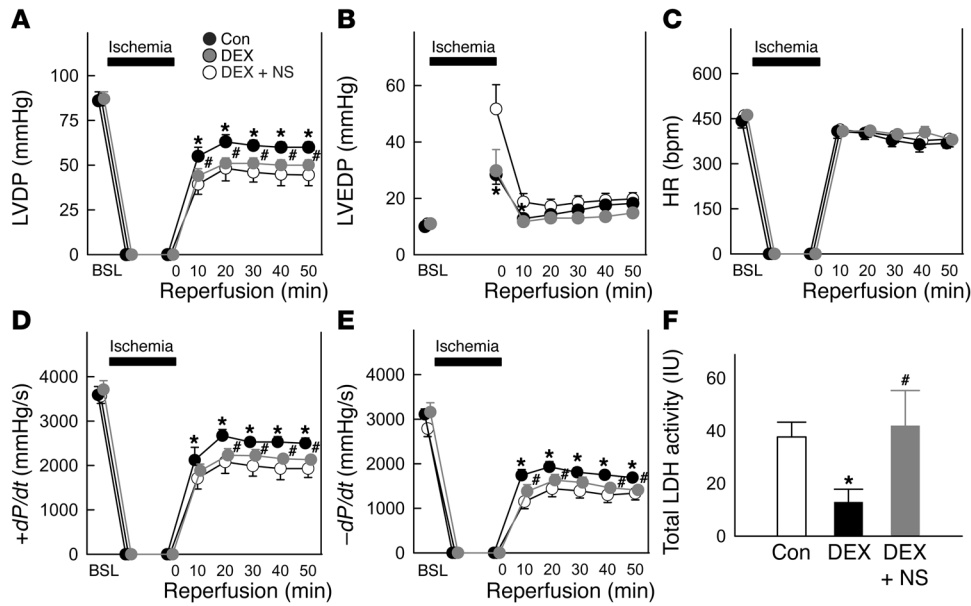 A
Ischemia
Con
DEX
DEX + NS
LVDP (mmHg)
100
75
50
25
0
* * * * *
# # # # #
BSL
0 10 20 30 40 50
Reperfusion (min)
B
Ischemia
LVEDP (mmHg)
60
40
20
0
* *
BSL
0 10 20 30 40 50
Reperfusion (min)
C
Ischemia
HR (bpm)
600
450
300
150
0
BSL
0 10 20 30 40 50
Reperfusion (min)
D
Ischemia
+dP/dt (mmHg/s)
4000
3000
2000
1000
0
* * * * *
# # # #
BSL
0 10 20 30 40 50
Reperfusion (min)
E
Ischemia
–dP/dt (mmHg/s)
4000
3000
2000
1000
0
* * * * *
# # # # #
BSL
0 10 20 30 40 50
Reperfusion (min)
F
Total LDH activity (IU)
60
40
20
0
*
#
Con
DEX
DEX
+ NS